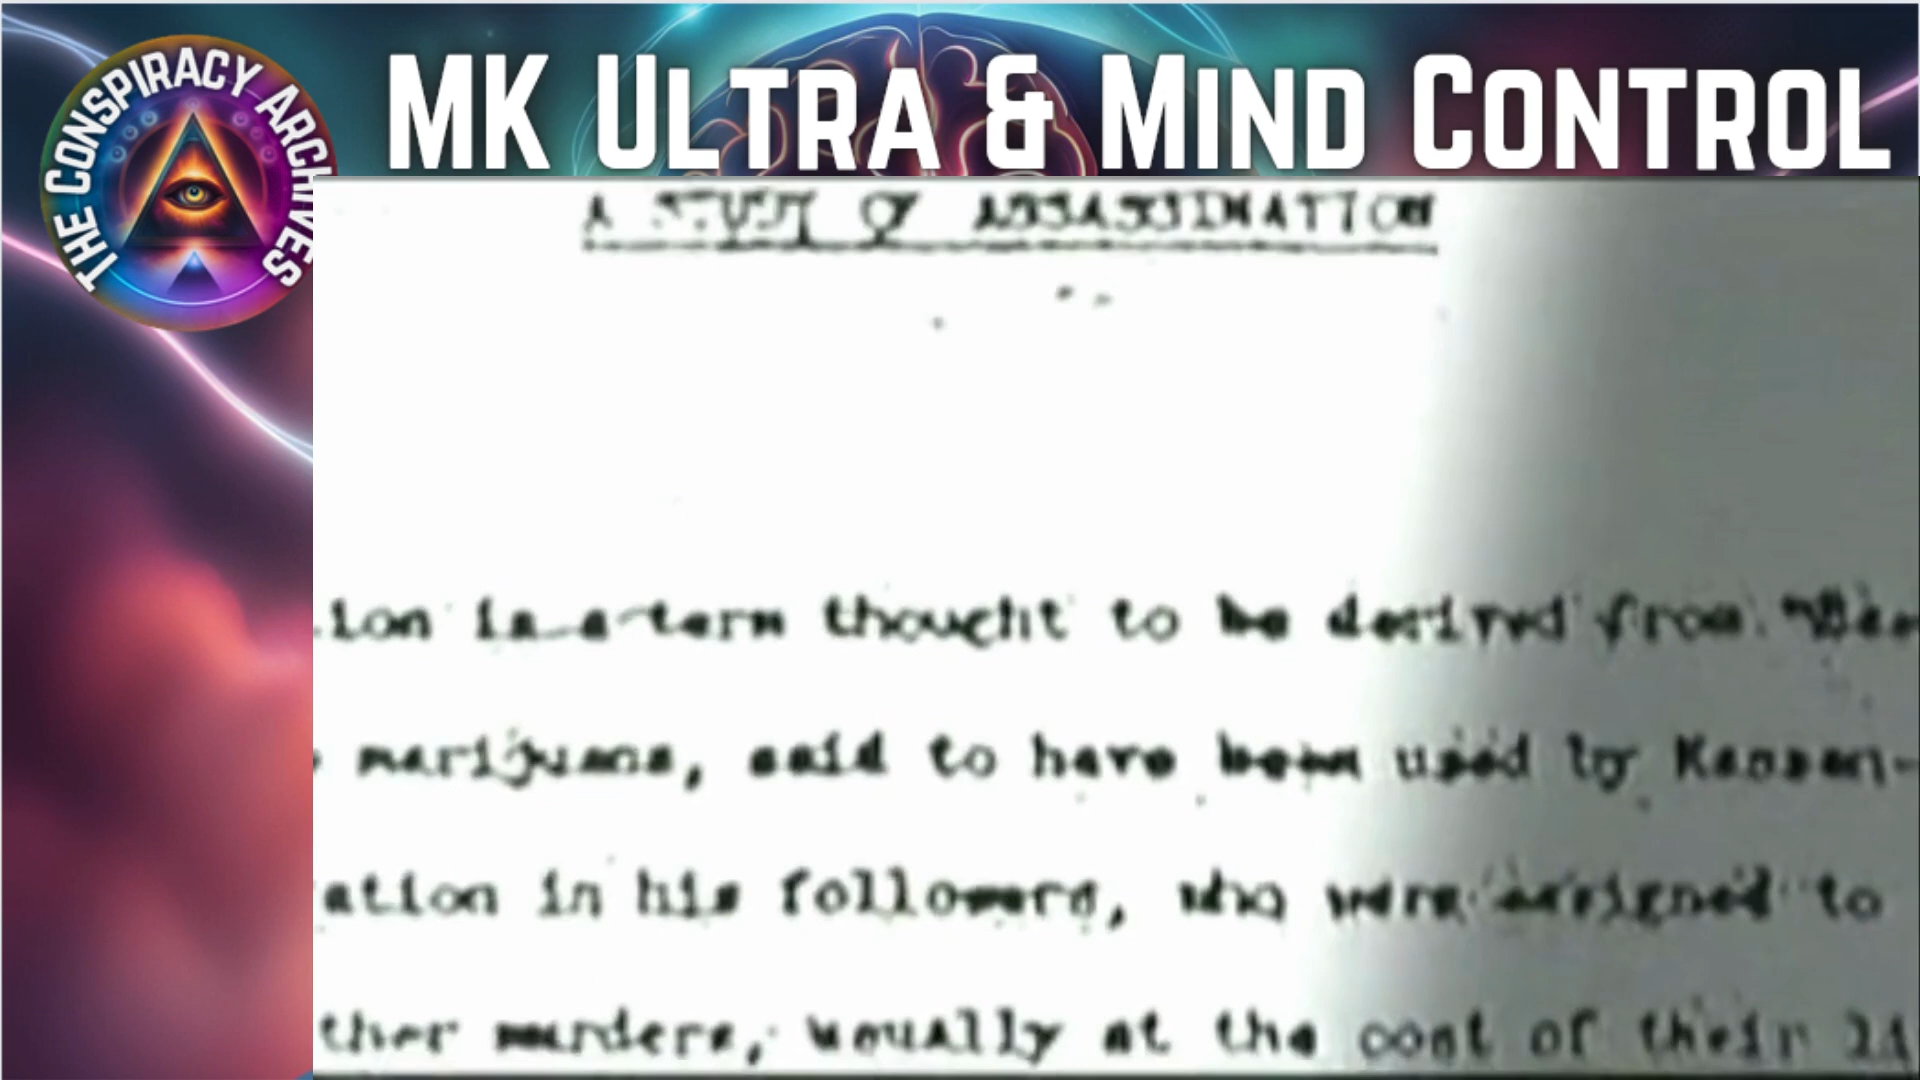 THE CONSPIRACY ARCHIVES
MK ULTRA & MIND CONTROL
A STUDY OF ASSASSINATION
ion is a term thought to be derived from
marijuana, said to have been used by
ation in his followers, who were assigned to
ther murders, usually at the cost of their li